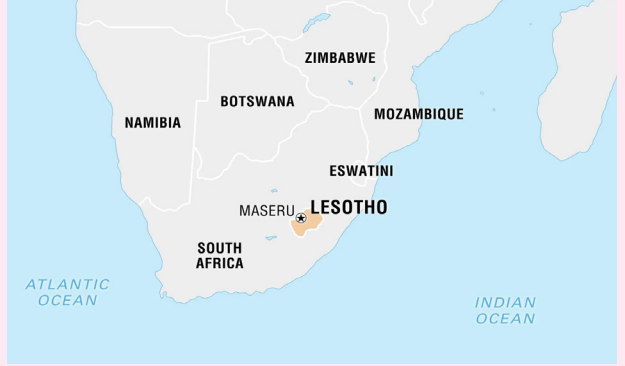 ZIMBABWE
BOTSWANA
MOZAMBIQUE
NAMIBIA
ESWATINI
MASERU
LESOTHO
SOUTH
AFRICA
ATLANTIC
OCEAN
INDIAN
OCEAN